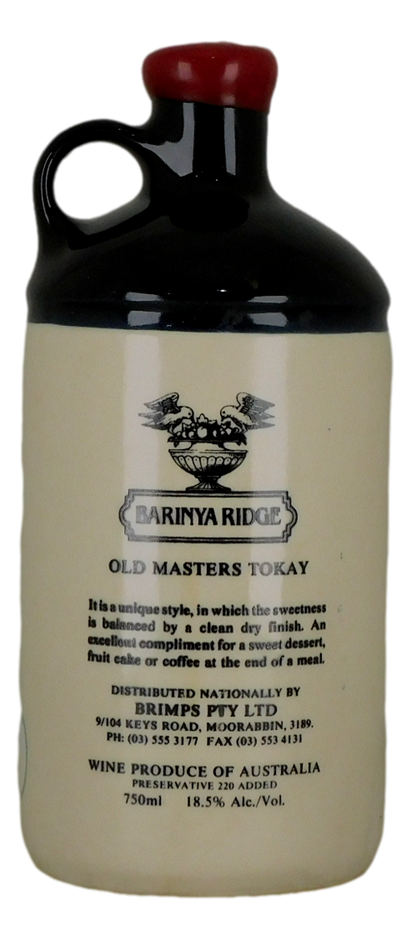 BARINYA RIDGE
OLD MASTERS TOKAY
It is a unique style, in which the sweetness
is balanced by a clean dry finish. An
excellent compliment for a sweet dessert,
fruit cake or coffee at the end of a meal.
DISTRIBUTED NATIONALLY BY
BRIMPS PTY LTD
9/104 KEYS ROAD, MOORABBIN, 3189.
PH: (03) 555 3177 FAX (03) 553 4131
WINE PRODUCE OF AUSTRALIA
PRESERVATIVE 220 ADDED
750ml 18.5% Alc./Vol.